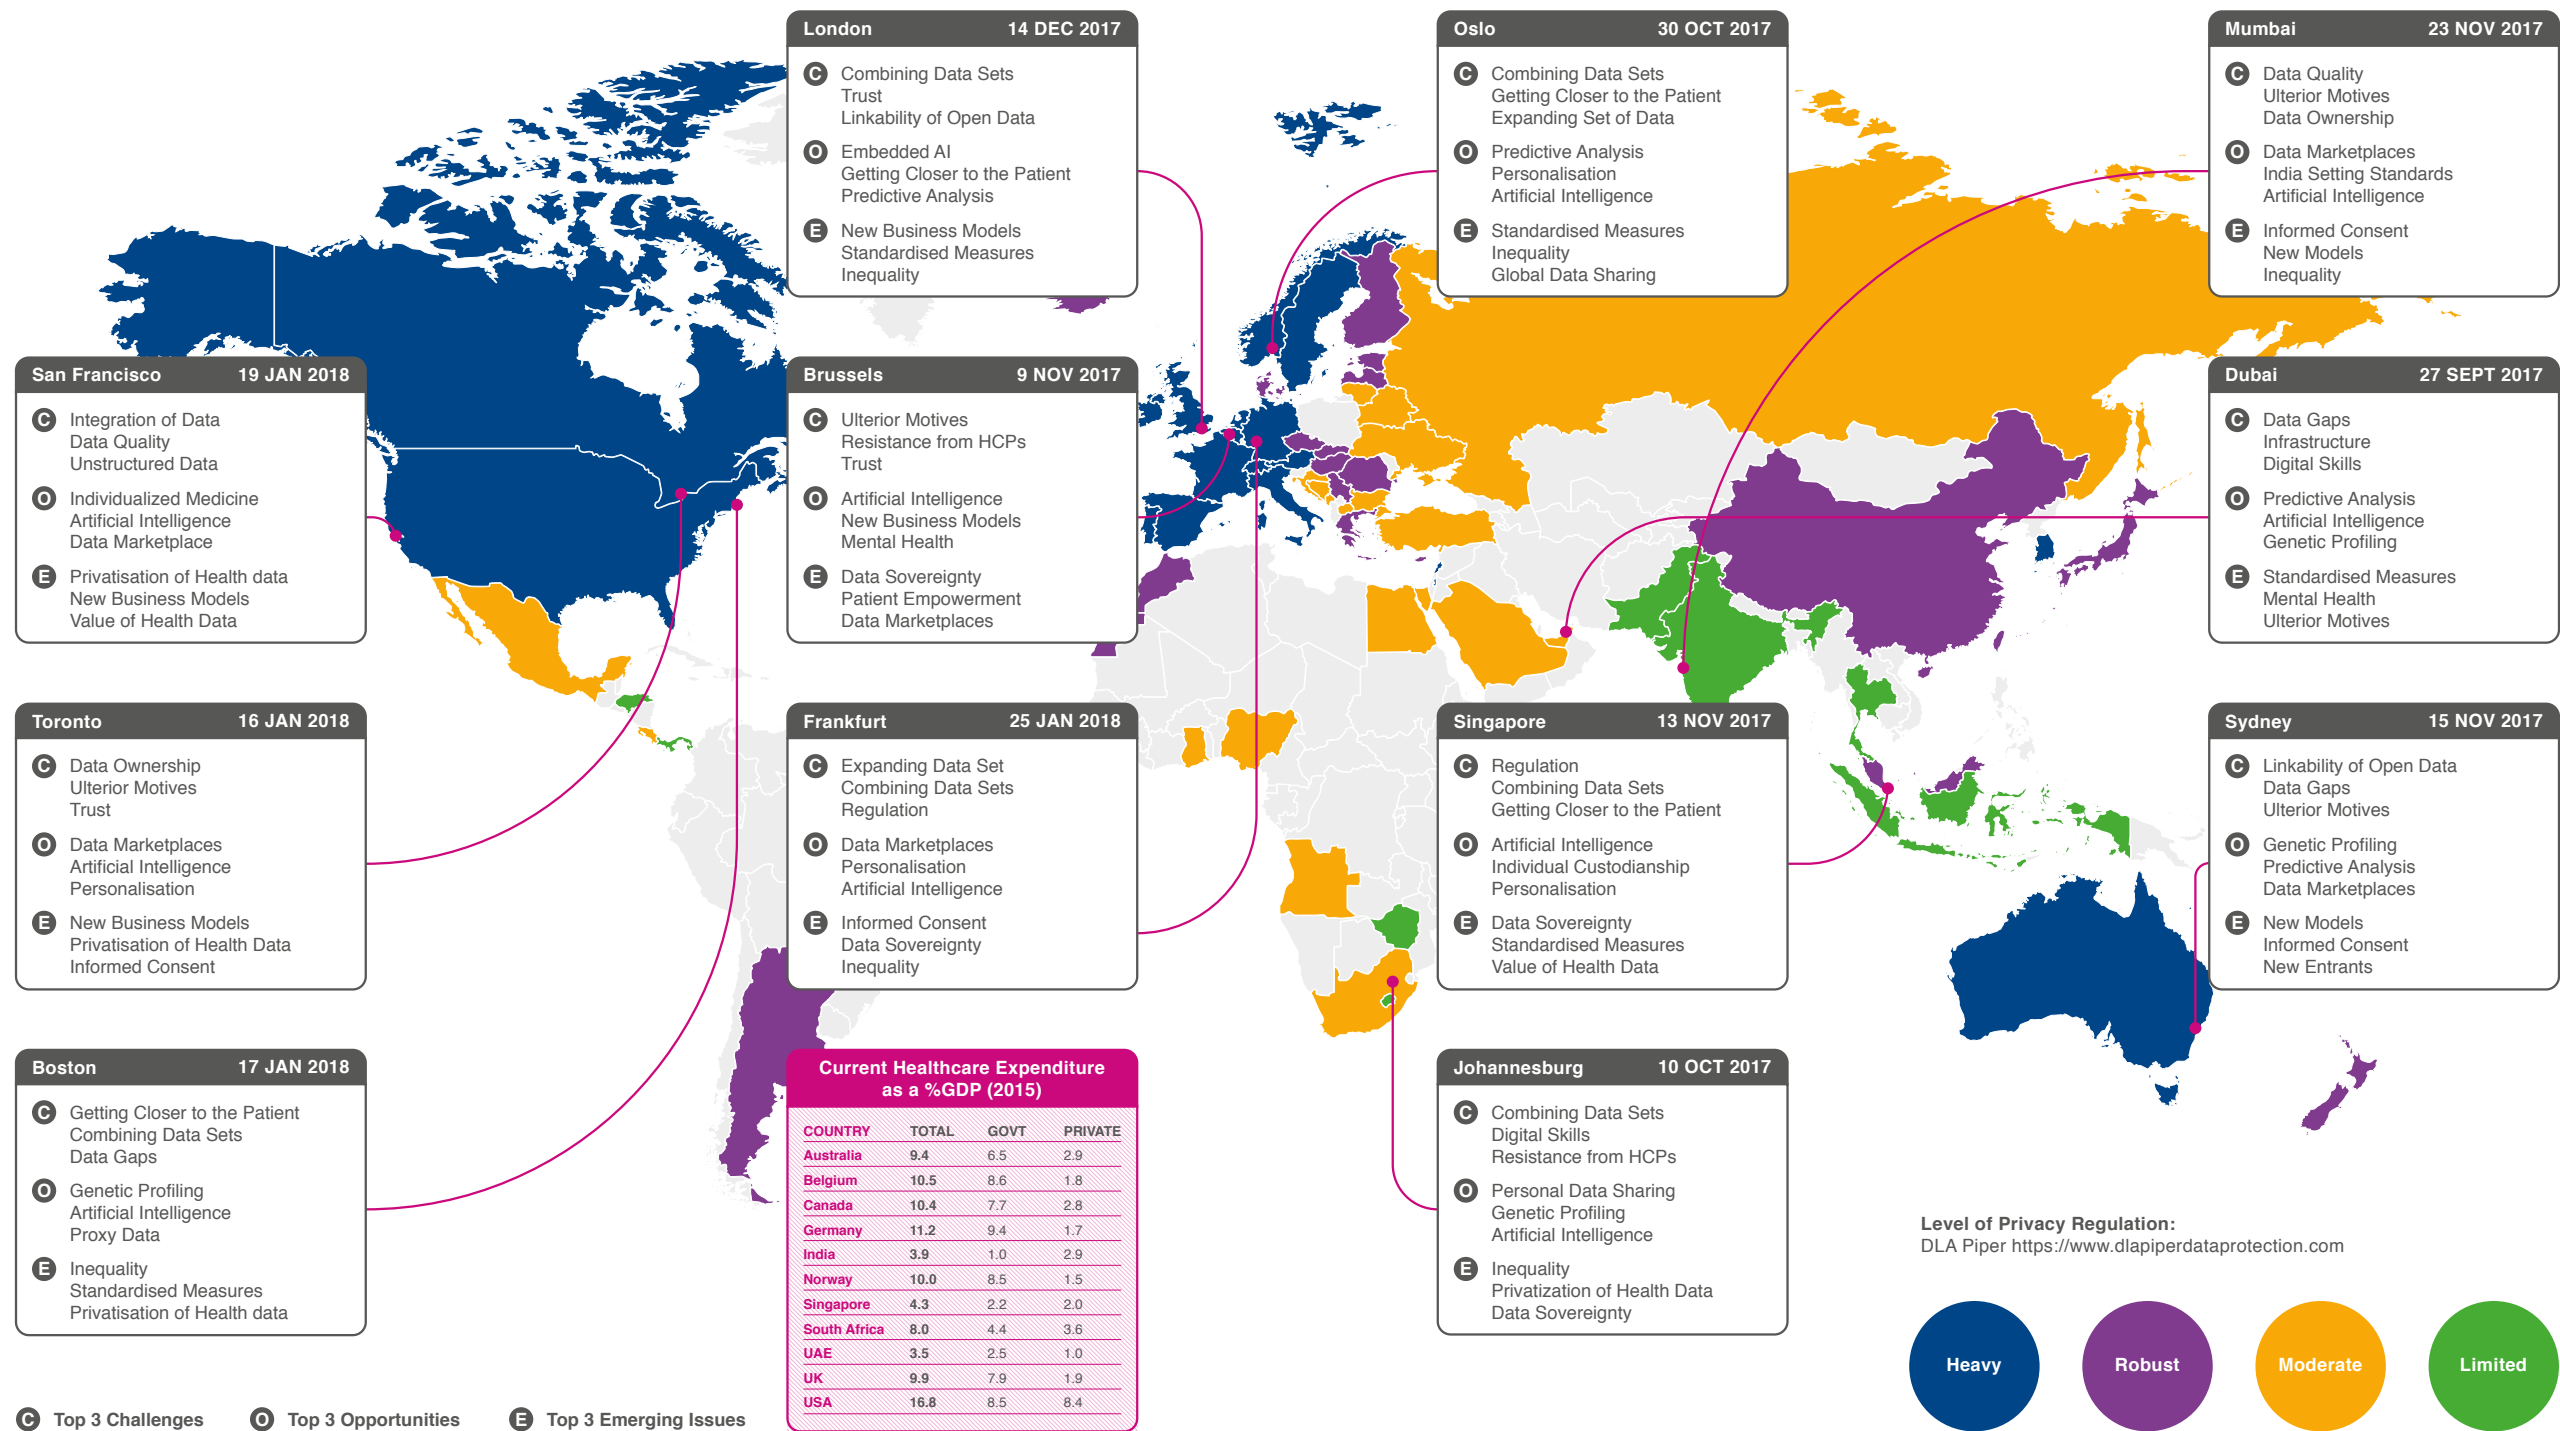 London 14 DEC 2017
C Combining Data Sets
Trust
Linkability of Open Data
O Embedded AI
Getting Closer to the Patient
Predictive Analysis
E New Business Models
Standardised Measures
Inequality
Oslo 30 OCT 2017
C Combining Data Sets
Getting Closer to the Patient
Expanding Set of Data
O Predictive Analysis
Personalisation
Artificial Intelligence
E Standardised Measures
Inequality
Global Data Sharing
Mumbai 23 NOV 2017
C Data Quality
Ulterior Motives
Data Ownership
O Data Marketplaces
India Setting Standards
Artificial Intelligence
E Informed Consent
New Models
Inequality
San Francisco 19 JAN 2018
C Integration of Data
Data Quality
Unstructured Data
O Individualized Medicine
Artificial Intelligence
Data Marketplace
E Privatisation of Health data
New Business Models
Value of Health Data
Brussels 9 NOV 2017
C Ulterior Motives
Resistance from HCPs
Trust
O Artificial Intelligence
New Business Models
Mental Health
E Data Sovereignty
Patient Empowerment
Data Marketplaces
Dubai 27 SEPT 2017
C Data Gaps
Infrastructure
Digital Skills
O Predictive Analysis
Artificial Intelligence
Genetic Profiling
E Standardised Measures
Mental Health
Ulterior Motives
Toronto 16 JAN 2018
C Data Ownership
Ulterior Motives
Trust
O Data Marketplaces
Artificial Intelligence
Personalisation
E New Business Models
Privatisation of Health Data
Informed Consent
Frankfurt 25 JAN 2018
C Expanding Data Set
Combining Data Sets
Regulation
O Data Marketplaces
Personalisation
Artificial Intelligence
E Informed Consent
Data Sovereignty
Inequality
Singapore 13 NOV 2017
C Regulation
Combining Data Sets
Getting Closer to the Patient
O Artificial Intelligence
Individual Custodianship
Personalisation
E Data Sovereignty
Standardised Measures
Value of Health Data
Sydney 15 NOV 2017
C Linkability of Open Data
Data Gaps
Ulterior Motives
O Genetic Profiling
Predictive Analysis
Data Marketplaces
E New Models
Informed Consent
New Entrants
Boston 17 JAN 2018
C Getting Closer to the Patient
Combining Data Sets
Data Gaps
O Genetic Profiling
Artificial Intelligence
Proxy Data
E Inequality
Standardised Measures
Privatisation of Health data
Current Healthcare Expenditure
as a %GDP (2015)
COUNTRY TOTAL GOVT PRIVATE
Australia 9.4 6.5 2.9
Belgium 10.5 8.6 1.8
Canada 10.4 7.7 2.8
Germany 11.2 9.4 1.7
India 3.9 1.0 2.9
Norway 10.0 8.5 1.5
Singapore 4.3 2.2 2.0
South Africa 8.0 4.4 3.6
UAE 3.5 2.5 1.0
UK 9.9 7.9 1.9
USA 16.8 8.5 8.4
Johannesburg 10 OCT 2017
C Combining Data Sets
Digital Skills
Resistance from HCPs
O Personal Data Sharing
Genetic Profiling
Artificial Intelligence
E Inequality
Privatization of Health Data
Data Sovereignty
Level of Privacy Regulation:
DLA Piper https://www.dlapiperdataprotection.com
Heavy Robust Moderate Limited
C Top 3 Challenges O Top 3 Opportunities E Top 3 Emerging Issues